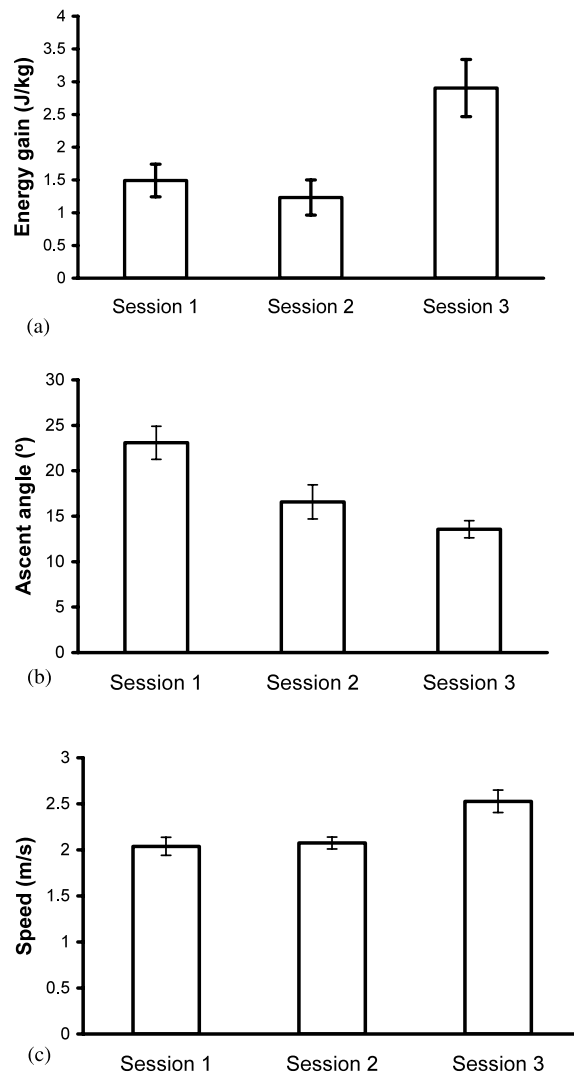 4
3.5
3
2.5
2
1.5
1
0.5
0
Energy gain (J/kg)
Session 1 Session 2 Session 3
(a)
30
25
20
15
10
5
0
Ascent angle (º)
Session 1 Session 2 Session 3
(b)
3
2.5
2
1.5
1
0.5
0
Speed (m/s)
Session 1 Session 2 Session 3
(c)